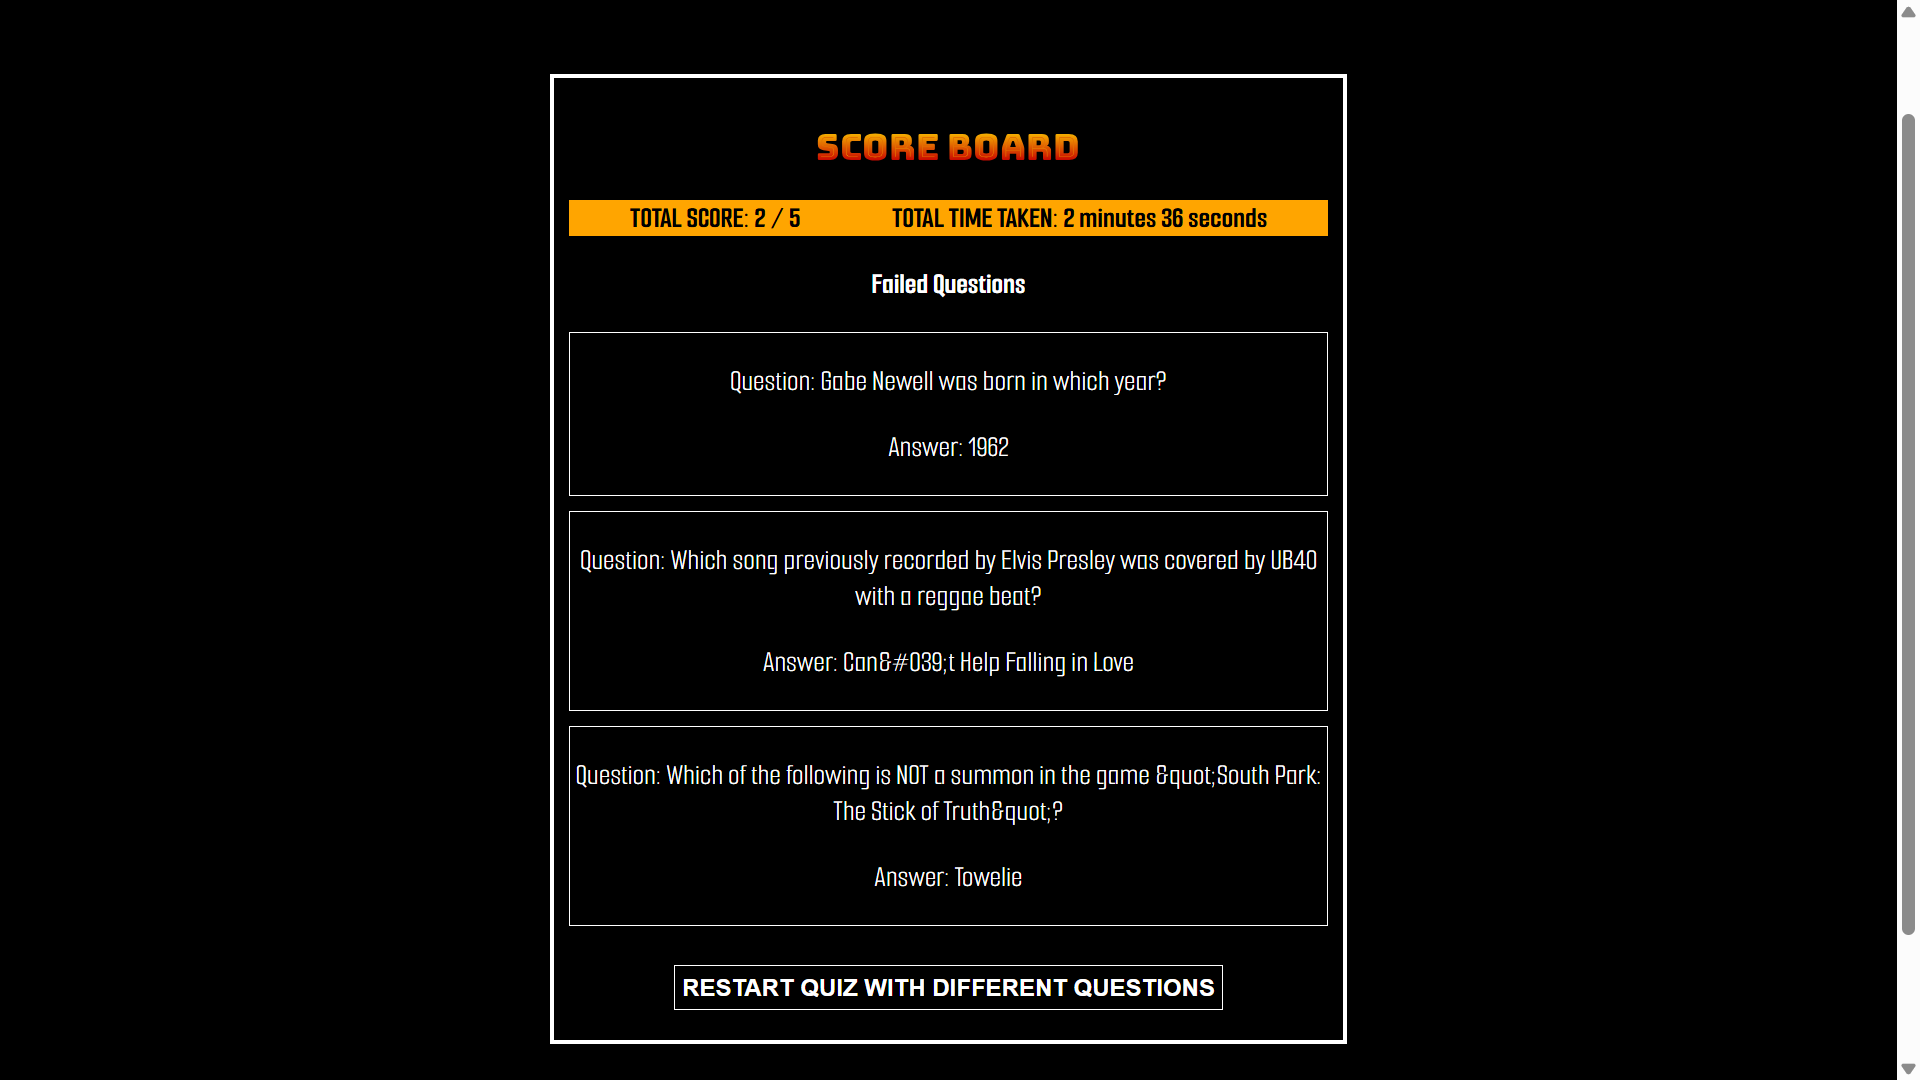 SCORE BOARD
TOTAL SCORE: 2 / 5 TOTAL TIME TAKEN: 2 minutes 36 seconds
Failed Questions
Question: Gabe Newell was born in which year?
Answer: 1962
Question: Which song previously recorded by Elvis Presley was covered by UB40
with a reggae beat?
Answer: Can&#039;t Help Falling in Love
Question: Which of the following is NOT a summon in the game &quot;South Park:
The Stick of Truth&quot;?
Answer: Towelie
RESTART QUIZ WITH DIFFERENT QUESTIONS